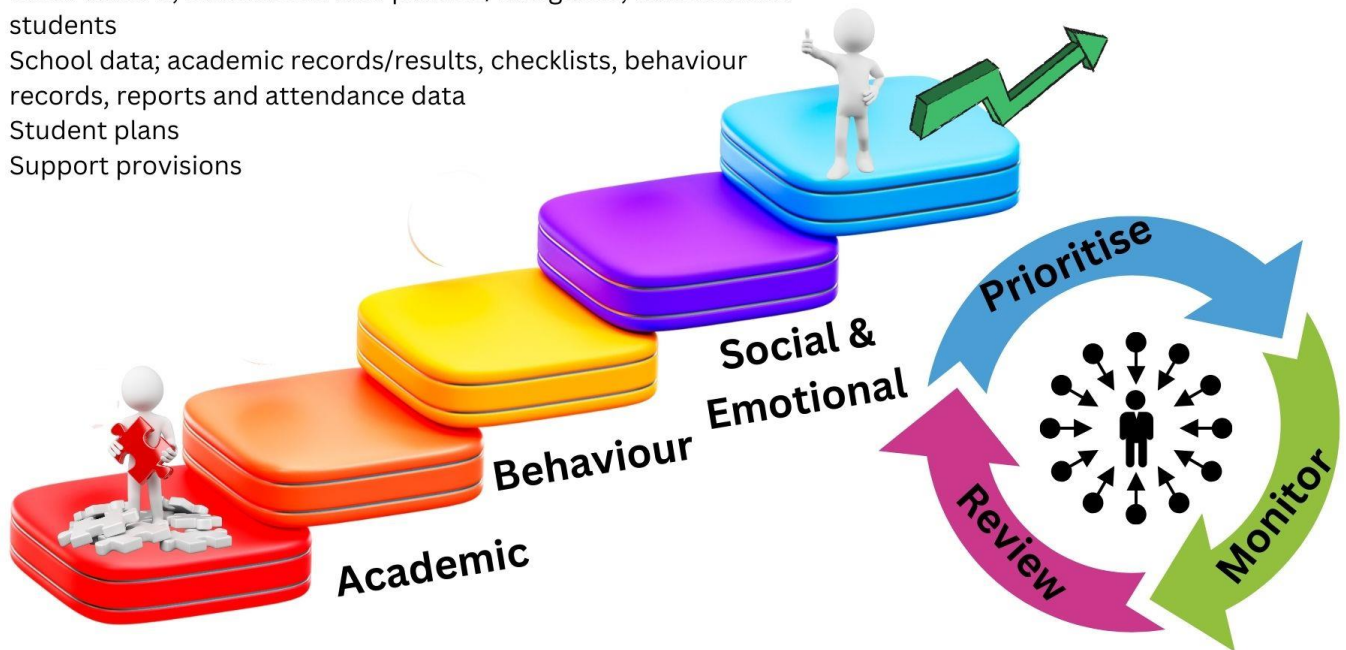 students
School data; academic records/results, checklists, behaviour
records, reports and attendance data
Student plans
Support provisions
Prioritise
Social &
Emotional
Behaviour
Monitor
Review
Academic